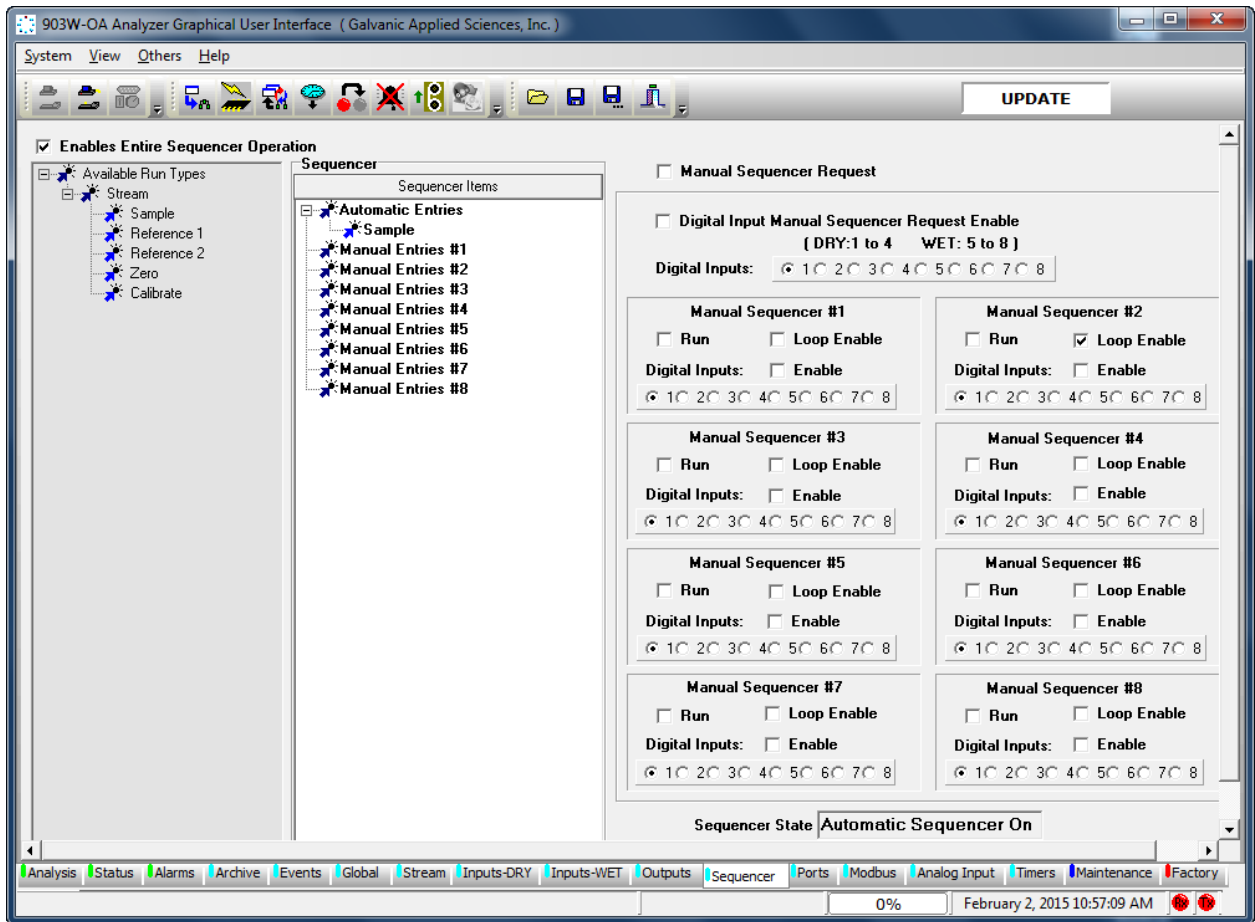 903W-OA Analyzer Graphical User Interface ( Galvanic Applied Sciences, Inc. )
System View Others Help
UPDATE
Enables Entire Sequencer Operation
Available Run Types
Stream
Sample
Reference 1
Reference 2
Zero
Calibrate
Sequencer
Sequencer Items
Automatic Entries
Sample
Manual Entries #1
Manual Entries #2
Manual Entries #3
Manual Entries #4
Manual Entries #5
Manual Entries #6
Manual Entries #7
Manual Entries #8
Manual Sequencer Request
Digital Input Manual Sequencer Request Enable
( DRY:1 to 4 WET: 5 to 8 )
Digital Inputs: 1 2 3 4 5 6 7 8
Manual Sequencer #1
Run Loop Enable
Digital Inputs: Enable
1 2 3 4 5 6 7 8
Manual Sequencer #2
Run Loop Enable
Digital Inputs: Enable
1 2 3 4 5 6 7 8
Manual Sequencer #3
Run Loop Enable
Digital Inputs: Enable
1 2 3 4 5 6 7 8
Manual Sequencer #4
Run Loop Enable
Digital Inputs: Enable
1 2 3 4 5 6 7 8
Manual Sequencer #5
Run Loop Enable
Digital Inputs: Enable
1 2 3 4 5 6 7 8
Manual Sequencer #6
Run Loop Enable
Digital Inputs: Enable
1 2 3 4 5 6 7 8
Manual Sequencer #7
Run Loop Enable
Digital Inputs: Enable
1 2 3 4 5 6 7 8
Manual Sequencer #8
Run Loop Enable
Digital Inputs: Enable
1 2 3 4 5 6 7 8
Sequencer State Automatic Sequencer On
Analysis Status Alarms Archive Events Global Stream Inputs-DRY Inputs-WET Outputs Sequencer Ports Modbus Analog Input Timers Maintenance Factory
0% February 2, 2015 10:57:09 AM Rx Tx